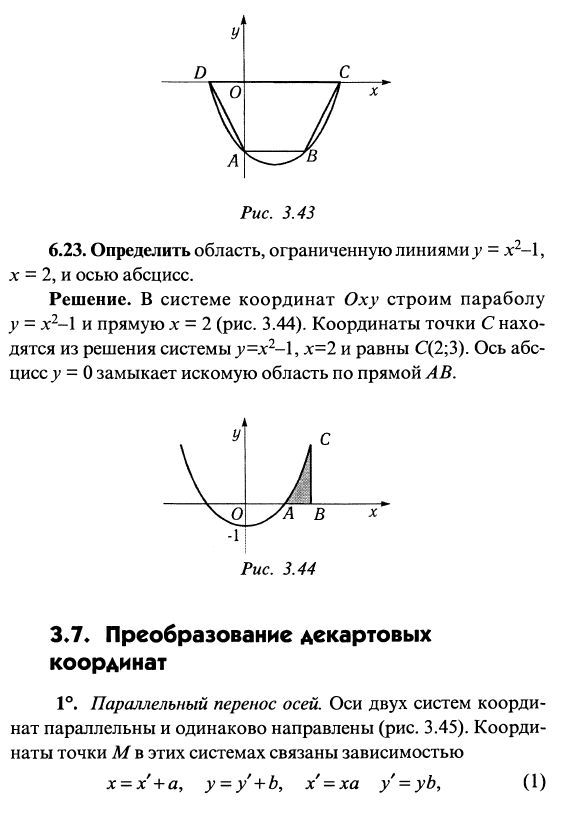 y
D
C
O
x
A
B
Рис. 3.43
6.23. Определить область, ограниченную линиями y = x²–1,
x = 2, и осью абсцисс.
Решение. В системе координат Oxy строим параболу
y = x²–1 и прямую x = 2 (рис. 3.44). Координаты точки C нахо-
дятся из решения системы y=x²–1, x=2 и равны C(2;3). Ось абс-
цисс y = 0 замыкает искомую область по прямой AB.
y
C
O
A
B
x
-1
Рис. 3.44
3.7. Преобразование декартовых
координат
1°. Параллельный перенос осей. Оси двух систем коорди-
нат параллельны и одинаково направлены (рис. 3.45). Коорди-
наты точки M в этих системах связаны зависимостью
x = x′ + a, y = y′ + b, x′ = xa y′ = yb, (1)